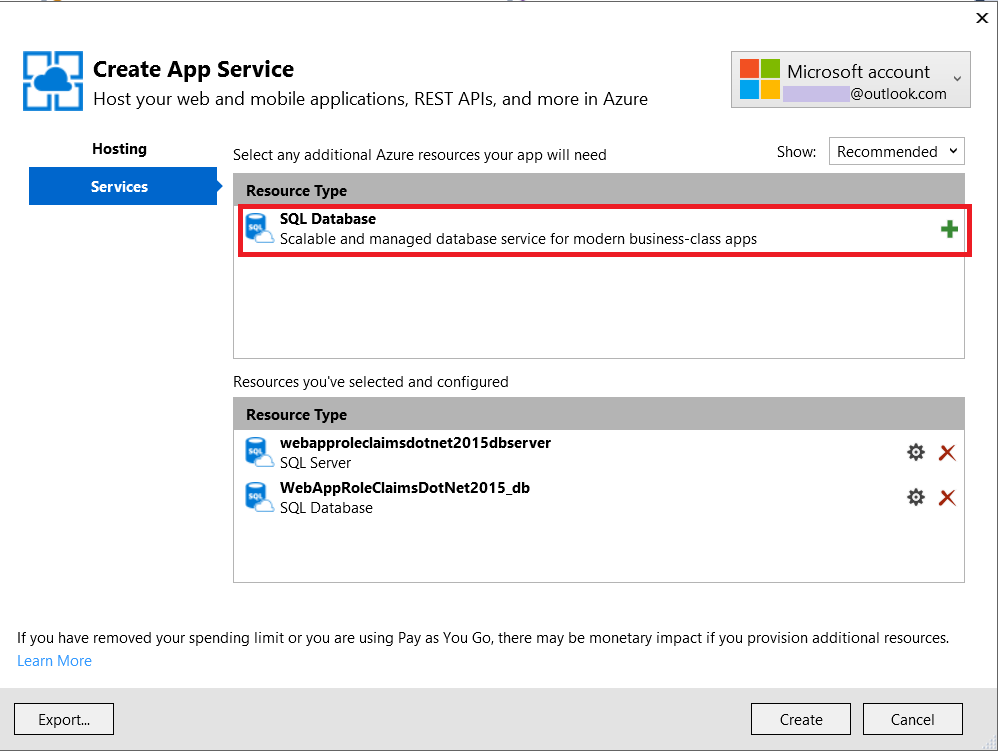 Create App Service
Host your web and mobile applications, REST APIs, and more in Azure
Microsoft account
@outlook.com
Hosting
Services
Select any additional Azure resources your app will need
Show:
Recommended
Resource Type
SQL Database
Scalable and managed database service for modern business-class apps
Resources you've selected and configured
Resource Type
webapproleclaimsdotnet2015dbserver
SQL Server
WebAppRoleClaimsDotNet2015_db
SQL Database
If you have removed your spending limit or you are using Pay as You Go, there may be monetary impact if you provision additional resources.
Learn More
Export...
Create
Cancel